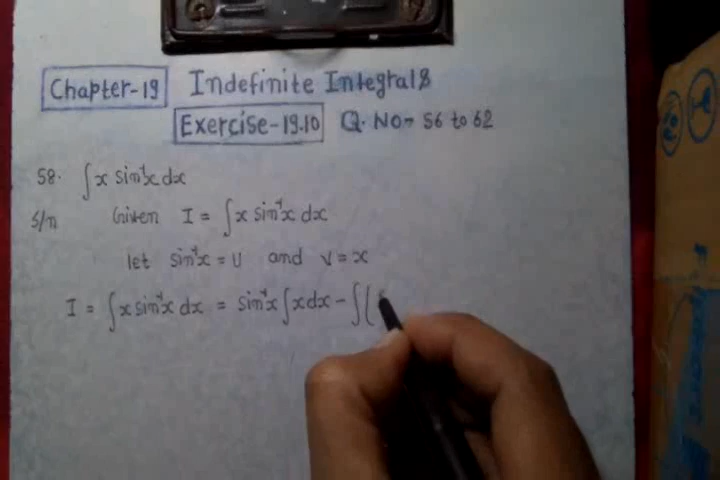 Chapter-19 Indefinite Integrals
Exercise-19.10 Q. No- 56 to 62
58. ∫x sin⁻¹x dx
S/n Given I = ∫x sin⁻¹x dx
let sin⁻¹x = U and V = x
I = ∫x sin⁻¹x dx = sin⁻¹x ∫x dx - ∫(